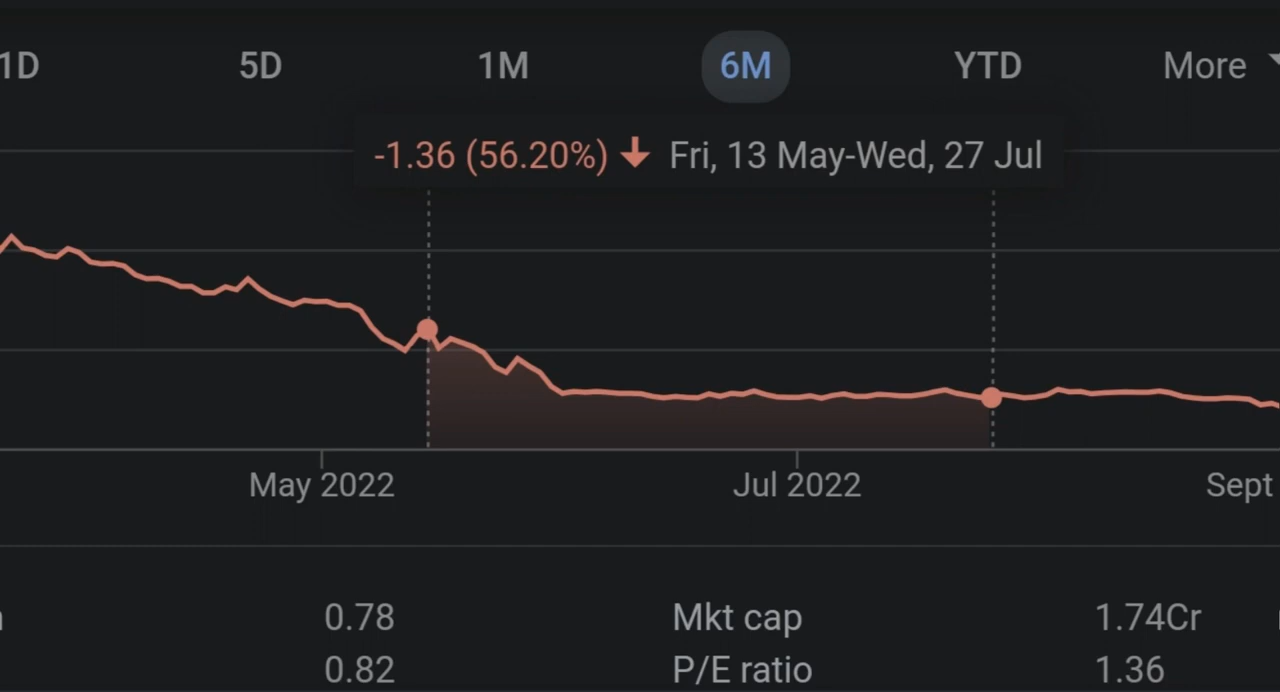 1D 5D 1M 6M YTD More
-1.36 (56.20%) Fri, 13 May-Wed, 27 Jul
May 2022 Jul 2022 Sept
0.78 Mkt cap 1.74Cr
0.82 P/E ratio 1.36